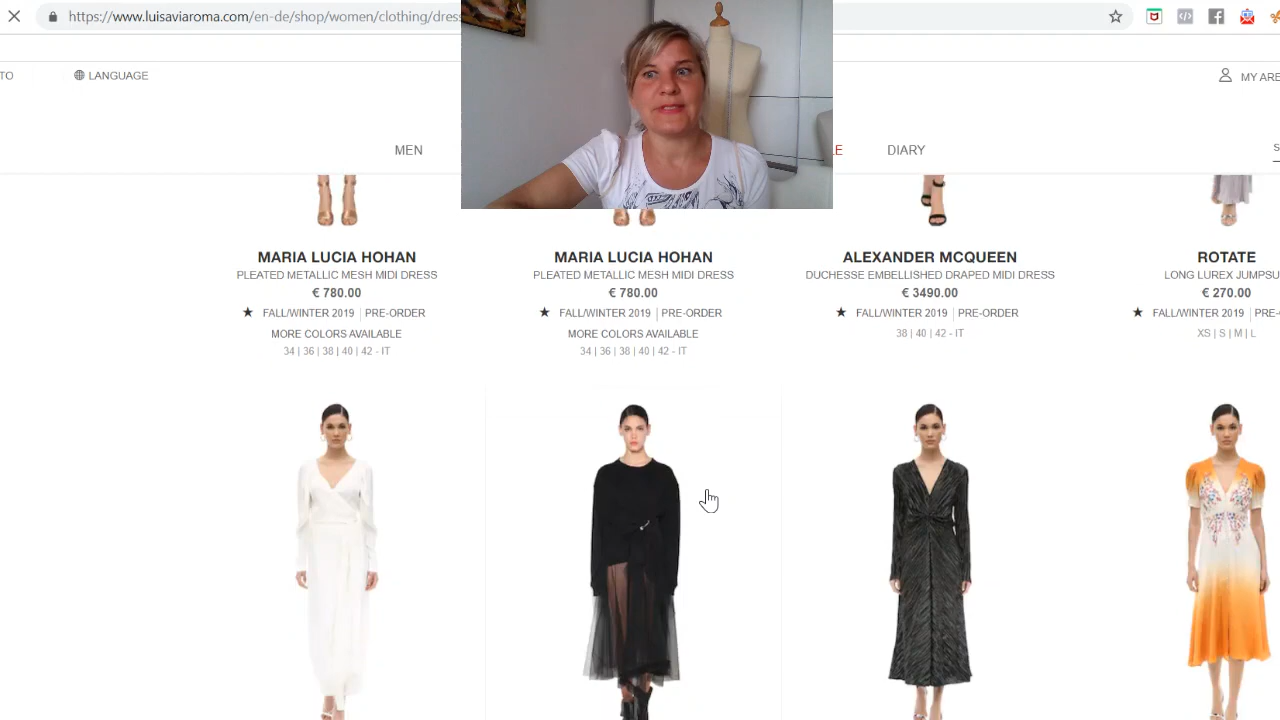 https://www.luisaviaroma.com/en-de/shop/women/clothing/dress
TO
LANGUAGE
MY ARE
MEN
LE
DIARY
S
MARIA LUCIA HOHAN
PLEATED METALLIC MESH MIDI DRESS
€ 780.00
★ FALL/WINTER 2019 | PRE-ORDER
MORE COLORS AVAILABLE
34 | 36 | 38 | 40 | 42 - IT
MARIA LUCIA HOHAN
PLEATED METALLIC MESH MIDI DRESS
€ 780.00
★ FALL/WINTER 2019 | PRE-ORDER
MORE COLORS AVAILABLE
34 | 36 | 38 | 40 | 42 - IT
ALEXANDER MCQUEEN
DUCHESSE EMBELLISHED DRAPED MIDI DRESS
€ 3490.00
★ FALL/WINTER 2019 | PRE-ORDER
38 | 40 | 42 - IT
ROTATE
LONG LUREX JUMPSU
€ 270.00
★ FALL/WINTER 2019 | PRE-
XS | S | M | L